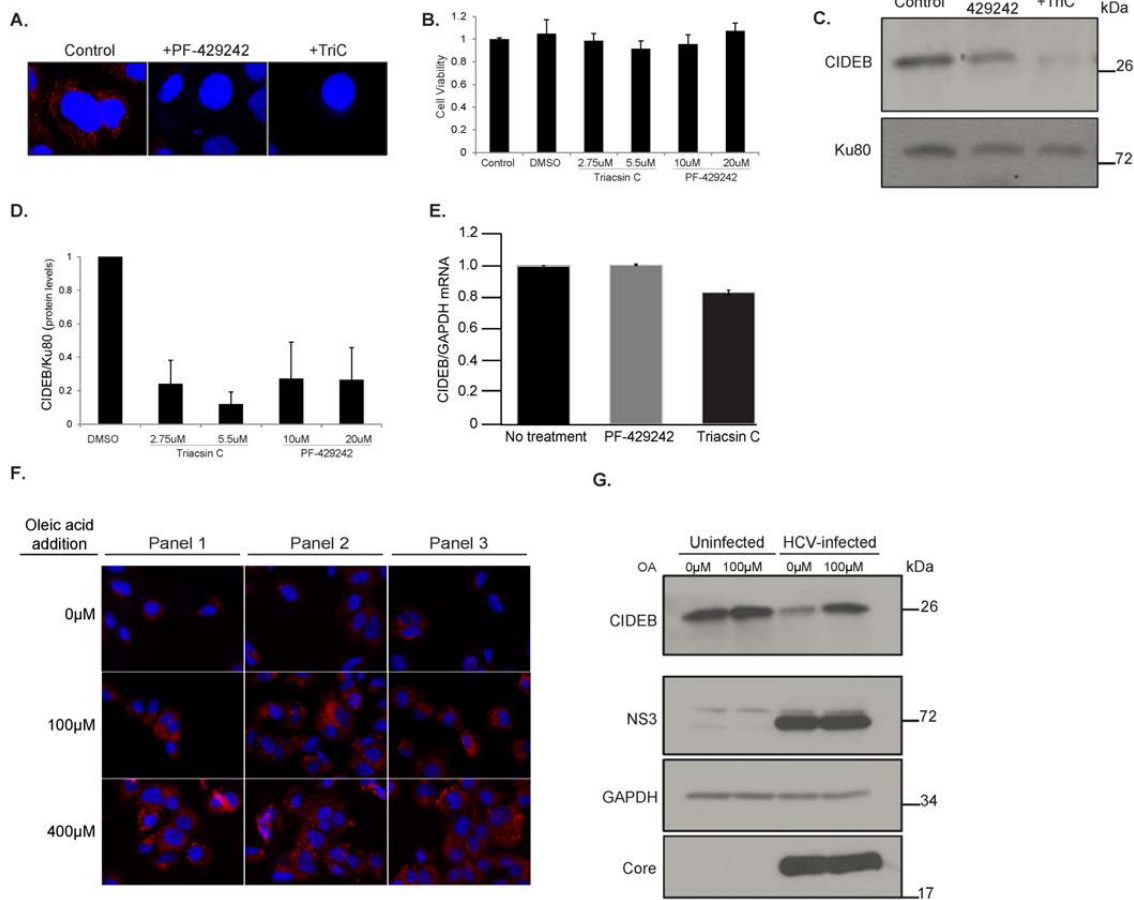 A.
Control +PF-429242 +TriC
B.
Cell Viability
1.2
1
0.8
0.6
0.4
0.2
0
Control DMSO 2.75uM 5.5uM 10uM 20uM
Triacsin C PF-429242
C.
Control 429242 +TriC kDa
CIDEB 26
Ku80 72
D.
CIDEB/Ku80 (protein levels)
1
0.8
0.6
0.4
0.2
0
DMSO 2.75uM 5.5uM 10uM 20uM
Triacsin C PF-429242
E.
CIDEB/GAPDH mRNA
1.2
1
0.8
0.6
0.4
0.2
0
No treatment PF-429242 Triacsin C
F.
Oleic acid
addition Panel 1 Panel 2 Panel 3
0µM
100µM
400µM
G.
Uninfected HCV-infected
OA 0µM 100µM 0µM 100µM kDa
CIDEB 26
NS3 72
GAPDH 34
Core
17